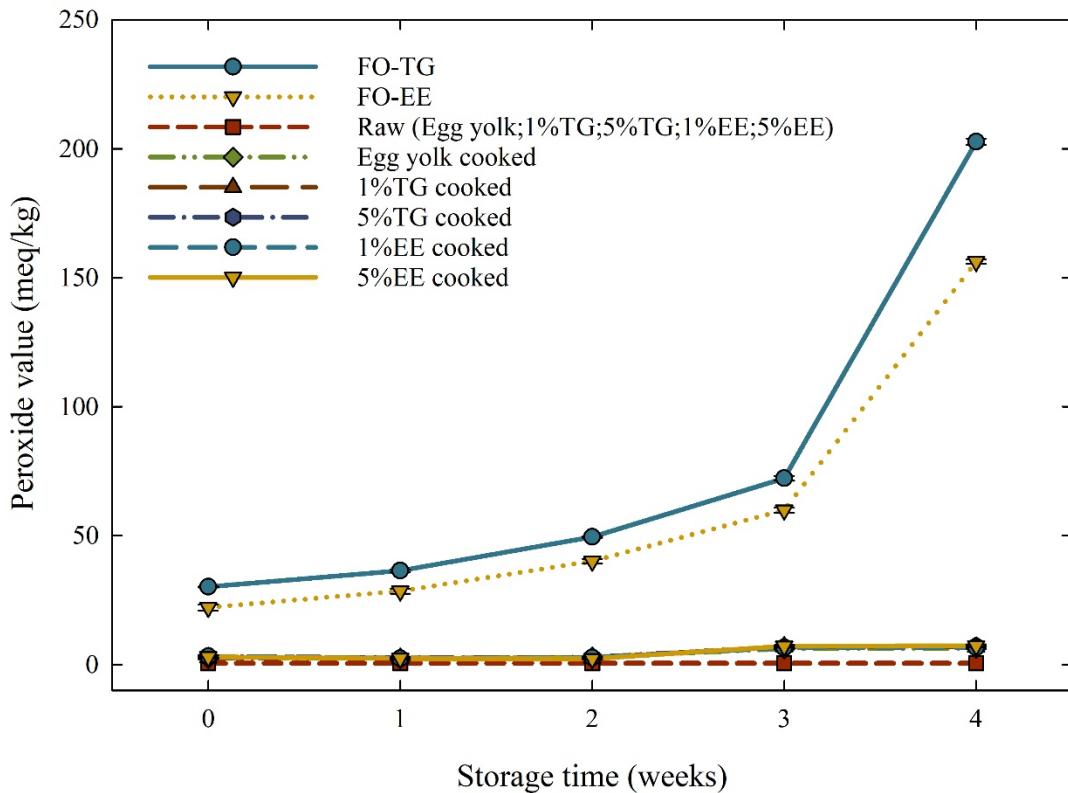 250
200
150
100
50
0
Peroxide value (meq/kg)
FO-TG
FO-EE
Raw (Egg yolk;1%TG;5%TG;1%EE;5%EE)
Egg yolk cooked
1%TG cooked
5%TG cooked
1%EE cooked
5%EE cooked
0 1 2 3 4
Storage time (weeks)